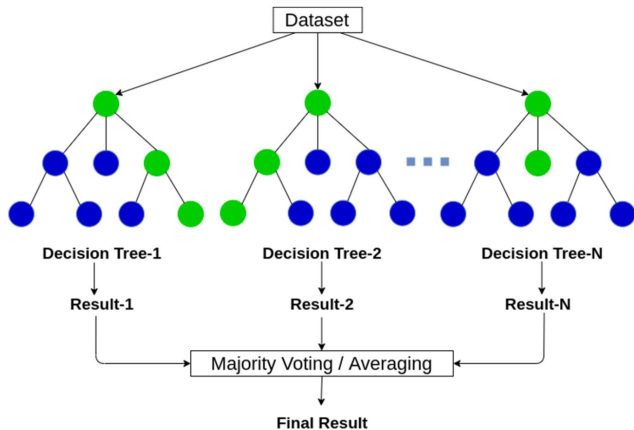 Dataset
Decision Tree-1
Decision Tree-2
Decision Tree-N
Result-1
Result-2
Result-N
Majority Voting / Averaging
Final Result